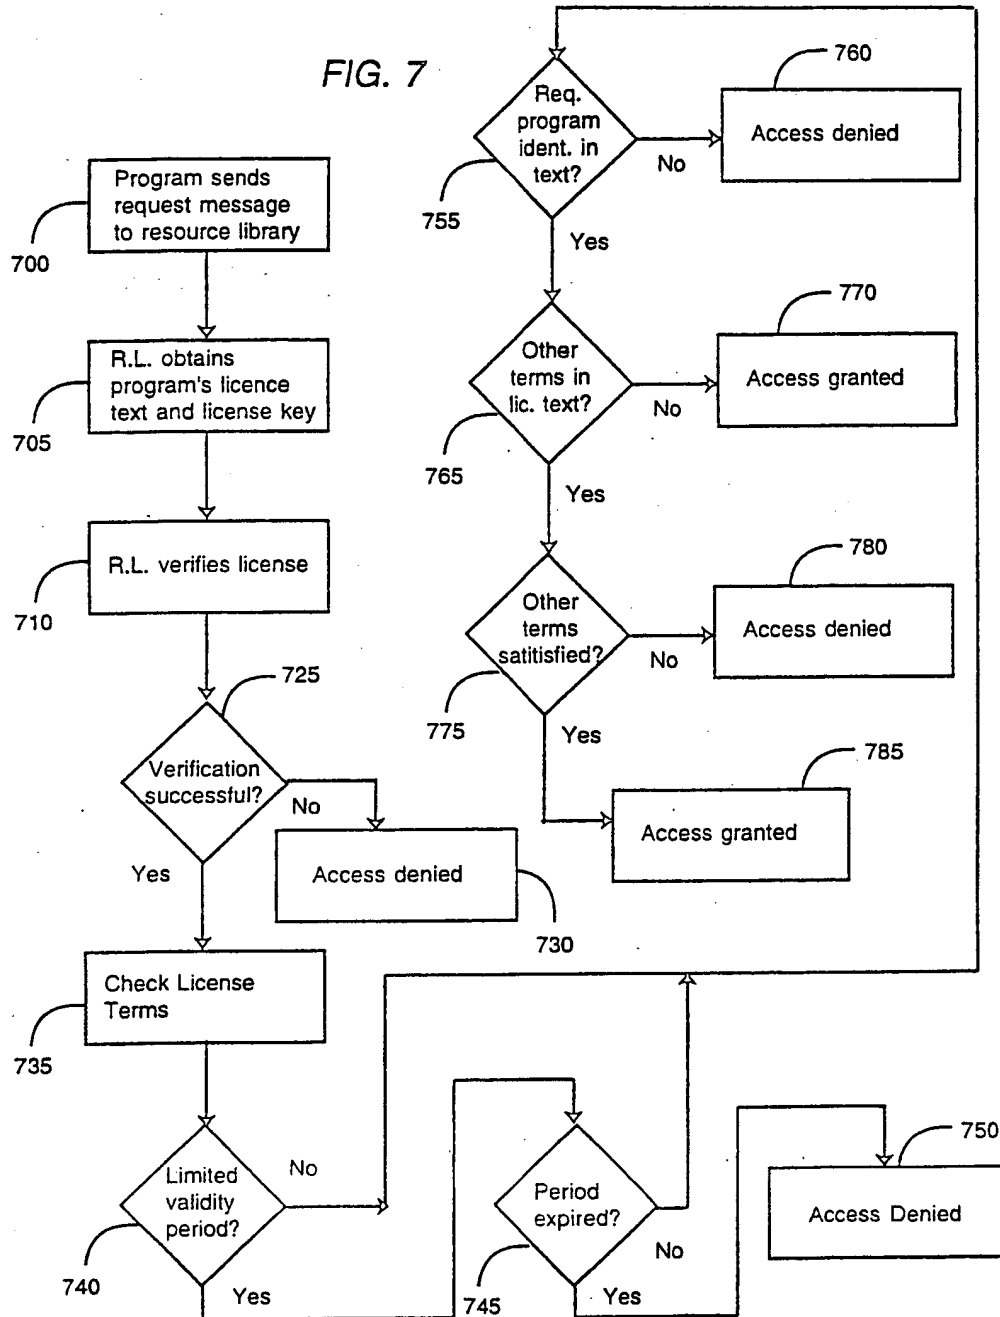 FIG. 7
Program sends
request message
to resource library
700
R.L. obtains
program's licence
text and license key
705
R.L. verifies license
710
725
Verification
successful?
No
Yes
Access denied
730
Check License
Terms
735
Limited
validity
period?
No
740
Yes
Period
expired?
No
745
Yes
750
Access Denied
Req.
program
ident. in
text?
755
No
Yes
760
Access denied
Other
terms in
lic. text?
765
No
Yes
770
Access granted
Other
terms
satitisfied?
775
No
Yes
780
Access denied
785
Access granted